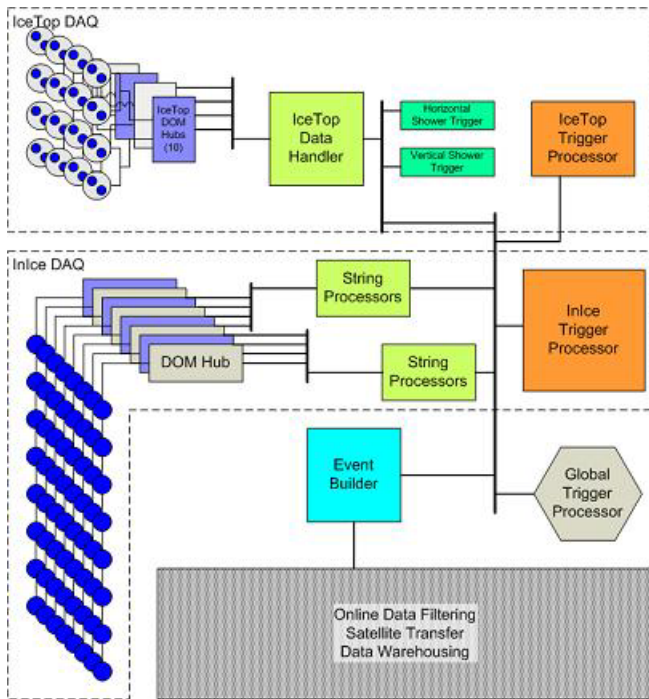 IceTop DAQ
IceTop
DOM
Hubs
(10)
IceTop
Data
Handler
Horizontal
Shower Trigger
Vertical Shower
Trigger
IceTop
Trigger
Processor
InIce DAQ
String
Processors
InIce
Trigger
Processor
DOM Hub
String
Processors
Event
Builder
Global
Trigger
Processor
Online Data Filtering
Satellite Transfer
Data Warehousing